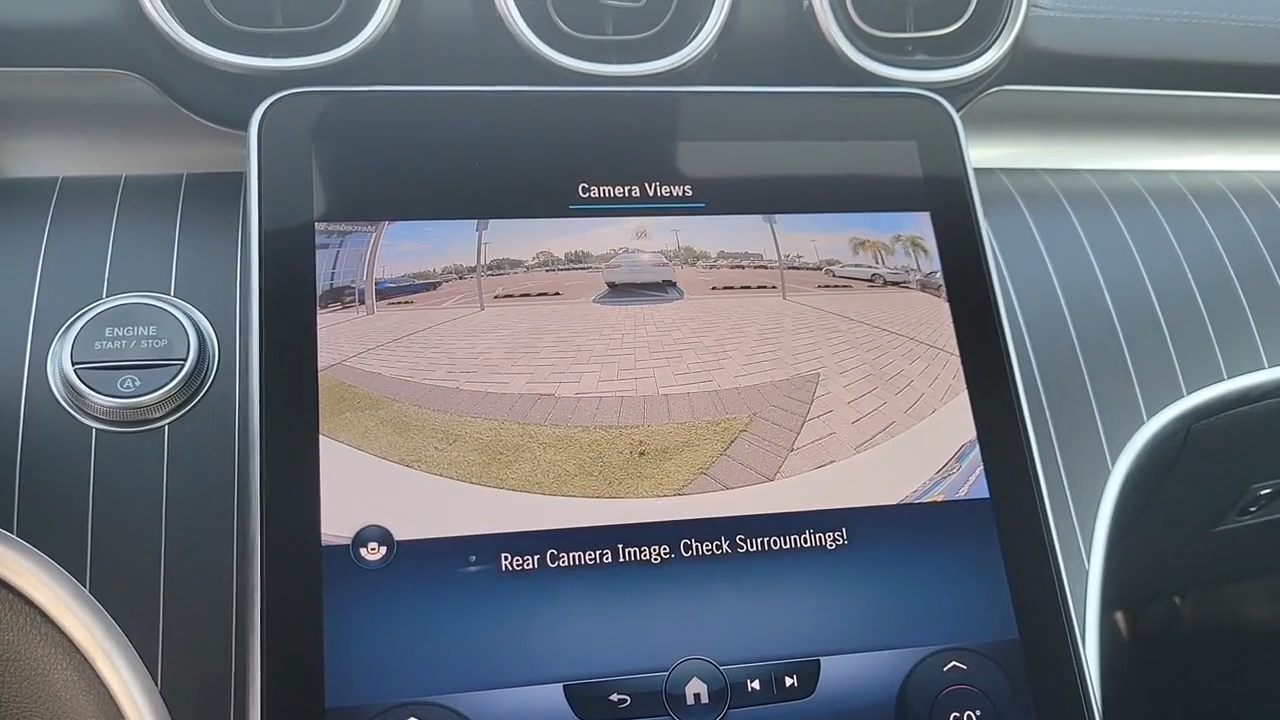 Camera Views
ENGINE
START / STOP
A
Rear Camera Image. Check Surroundings!